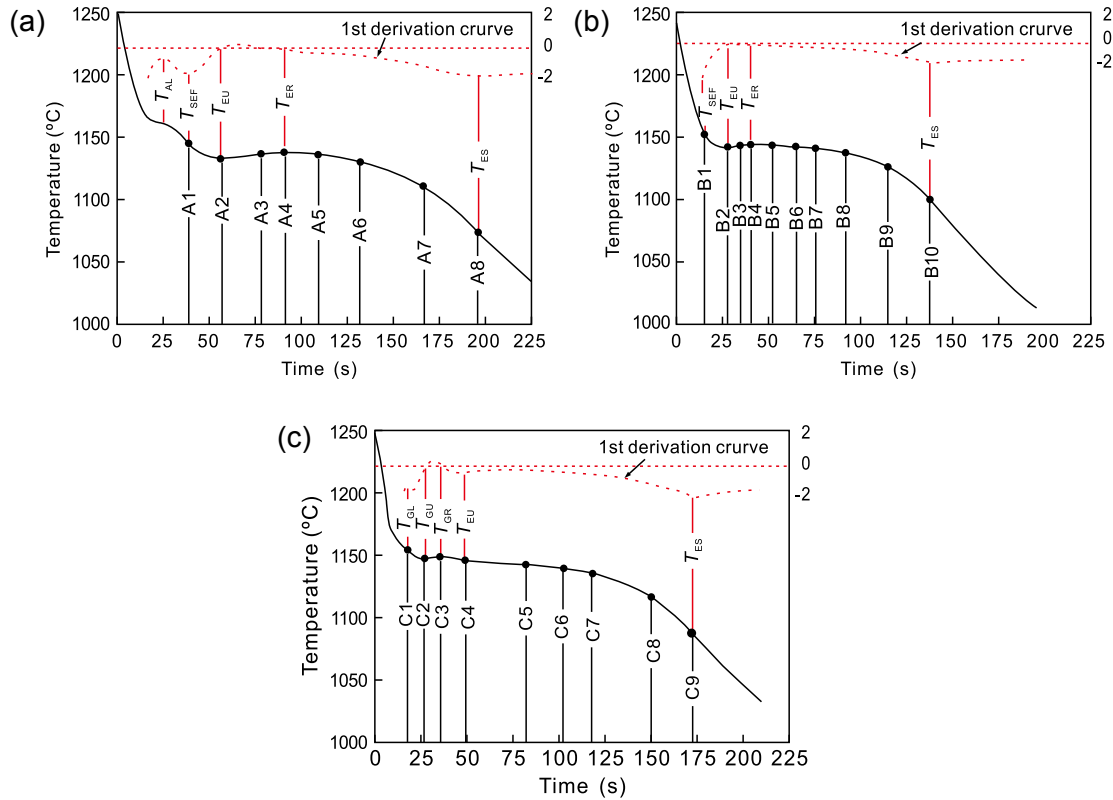 (a)
1250
1200
1150
1100
1050
1000
Temperature (ºC)
0 25 50 75 100 125 150 175 200 225
Time (s)
2
0
-2
1st derivation crurve
T_AL
T_SEF
T_EU
T_ER
T_ES
A1
A2
A3
A4
A5
A6
A7
A8
(b)
1250
1200
1150
1100
1050
1000
Temperature (ºC)
0 25 50 75 100 125 150 175 200 225
Time (s)
2
0
-2
1st derivation crurve
T_SEF
T_EU
T_ER
T_ES
B1
B2
B3
B4
B5
B6
B7
B8
B9
B10
(c)
1250
1200
1150
1100
1050
1000
Temperature (ºC)
0 25 50 75 100 125 150 175 200 225
Time (s)
2
0
-2
1st derivation crurve
T_GL
T_GU
T_GR
T_EU
T_ES
C1
C2
C3
C4
C5
C6
C7
C8
C9